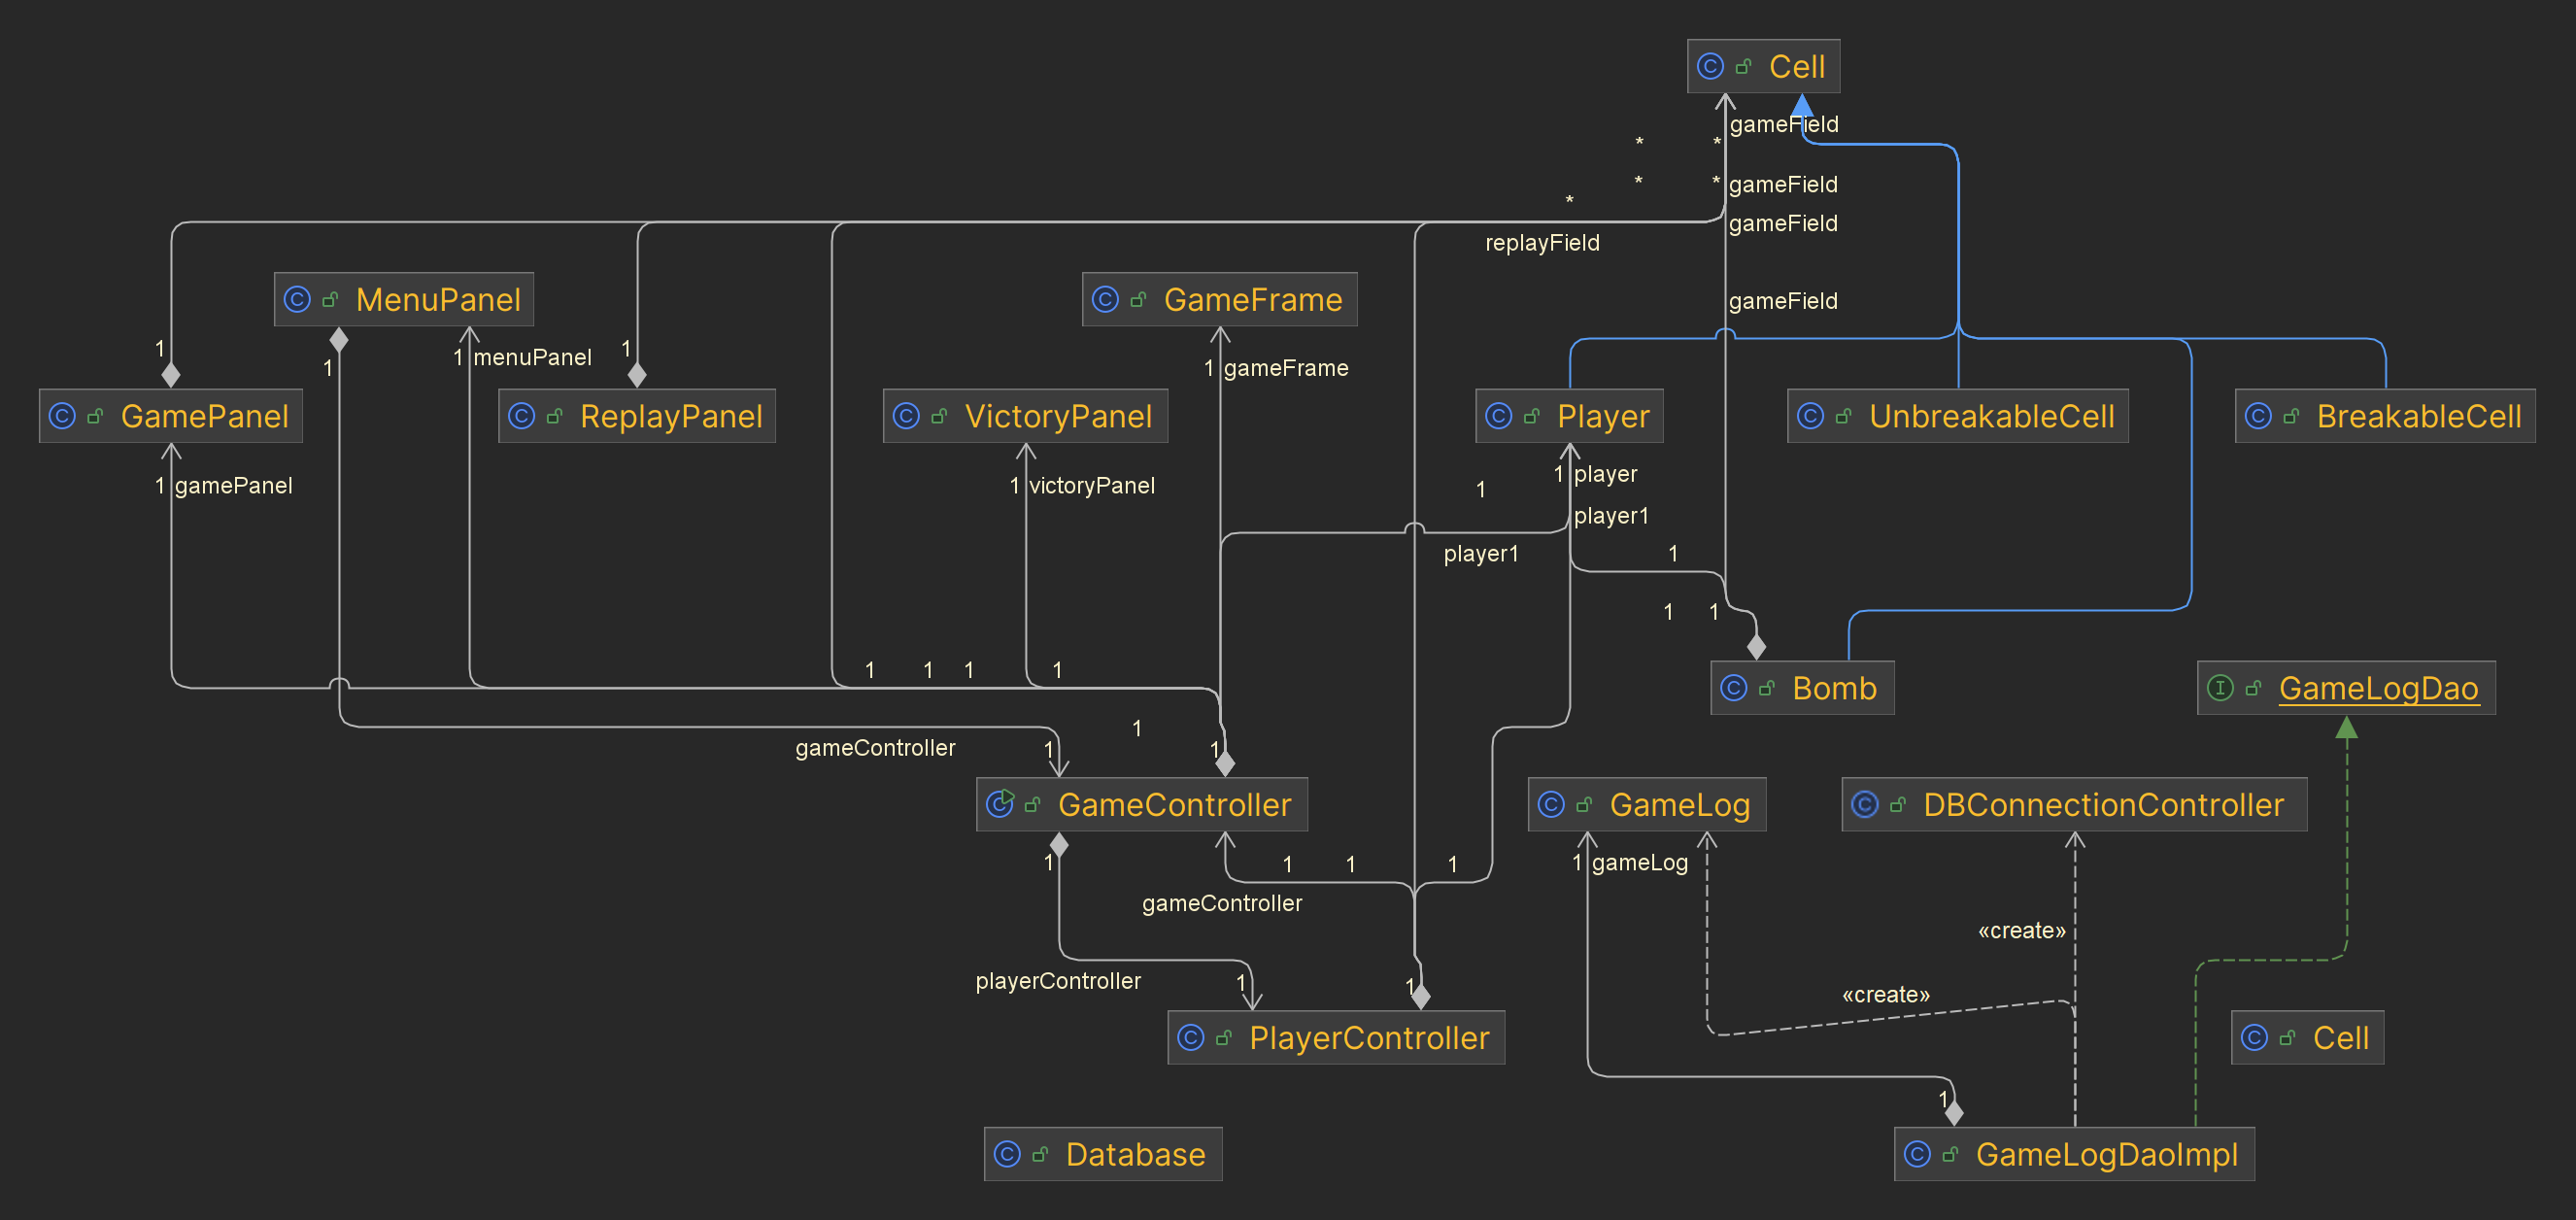 Cell
gameField
* *
* * gameField
*
gameField
replayField
MenuPanel
GameFrame
gameField
1 1 1 1 menuPanel 1 gameFrame
GamePanel
ReplayPanel
VictoryPanel
Player
UnbreakableCell
BreakableCell
1 player
1 gamePanel 1 victoryPanel 1
player1
player1 1
1 1
1 1 1 1
Bomb
GameLogDao
1
gameController 1 1
GameController
GameLog
DBConnectionController
1 1 1 1 1 gameLog
gameController
«create»
playerController 1 1
«create»
PlayerController
Cell
1
Database
GameLogDaoImpl